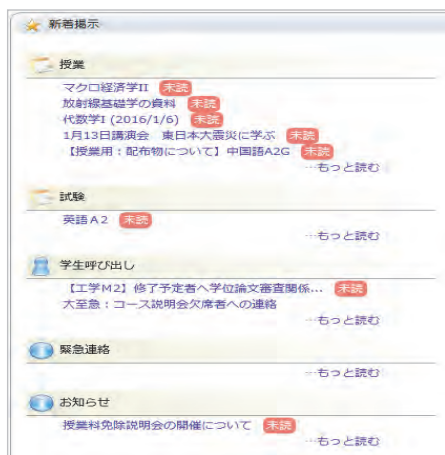 新着掲示
授業
マクロ経済学II 未読
放射線基礎学の資料 未読
代数学I (2016/1/6) 未読
1月13日講演会 東日本大震災に学ぶ 未読
【授業用：配布物について】中国語A2G 未読
…もっと読む
試験
英語A2 未読
…もっと読む
学生呼び出し
【工学M2】修了予定者へ学位論文審査関係... 未読
大至急：コース説明会欠席者への連絡
…もっと読む
緊急連絡
…もっと読む
お知らせ
授業料免除説明会の開催について 未読
…もっと読む